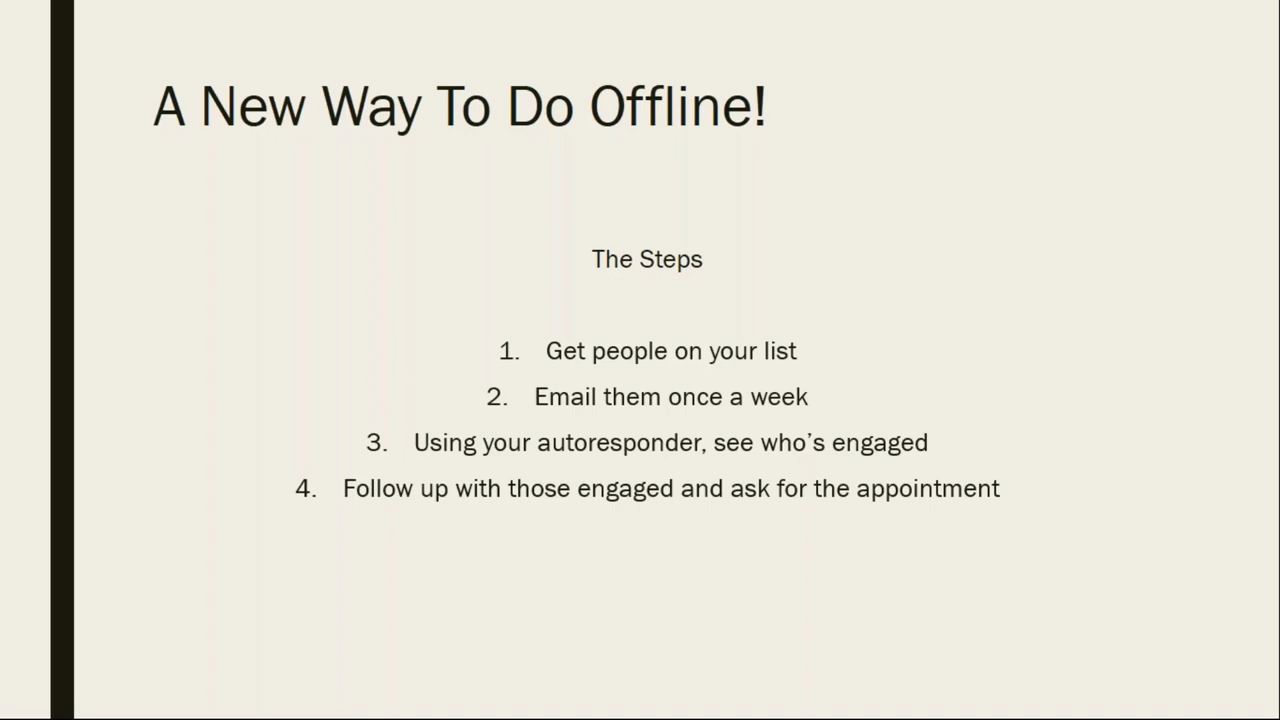 A New Way To Do Offline!
The Steps
1. Get people on your list
2. Email them once a week
3. Using your autoresponder, see who’s engaged
4. Follow up with those engaged and ask for the appointment